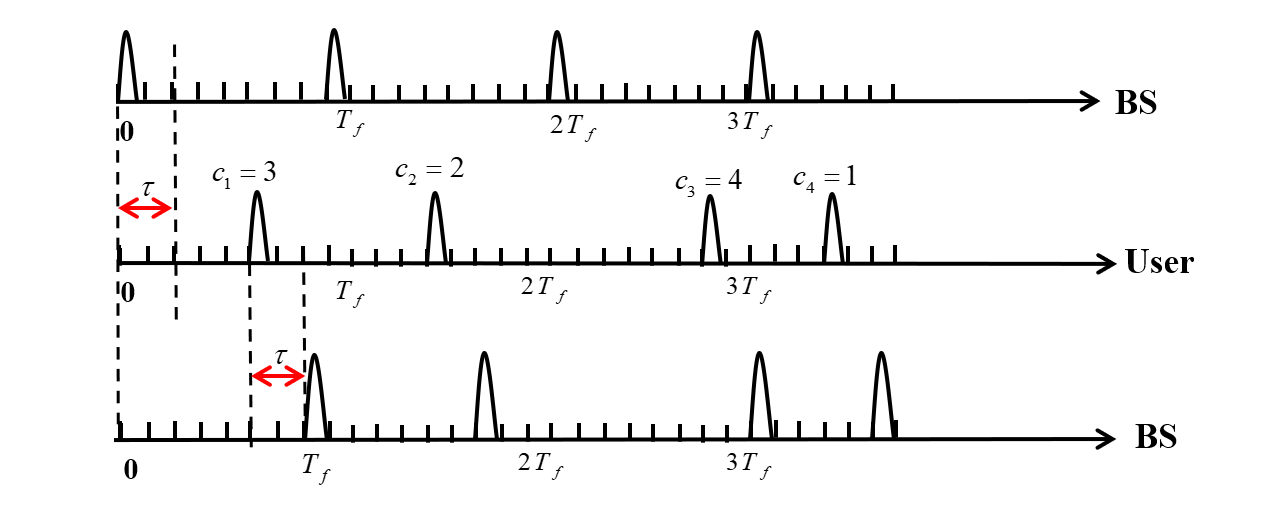 BS
0 T_f 2T_f 3T_f
c_1 = 3 c_2 = 2 c_3 = 4 c_4 = 1
τ
User
0 T_f 2T_f 3T_f
τ
BS
0 T_f 2T_f 3T_f